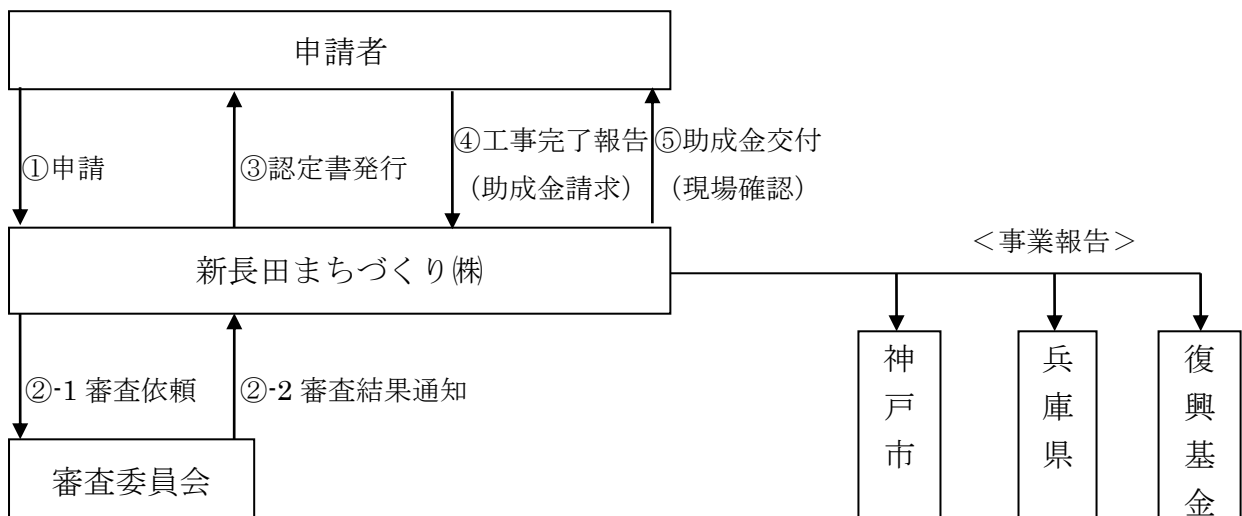 申請者
①申請
③認定書発行
④工事完了報告
(助成金請求)
⑤助成金交付
(現場確認)
新長田まちづくり㈱
＜事業報告＞
②-1 審査依頼
②-2 審査結果通知
審査委員会
神戸市
兵庫県
復興基金